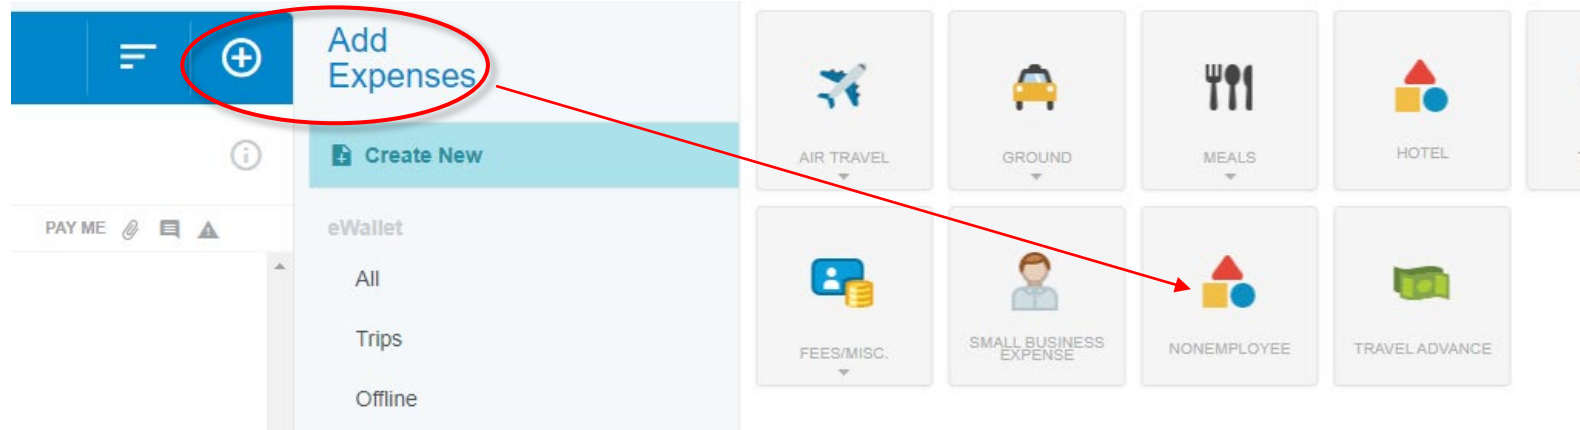 Add
Expenses
Create New
PAY ME
eWallet
All
Trips
Offline
AIR TRAVEL
GROUND
MEALS
HOTEL
FEES/MISC.
SMALL BUSINESS
EXPENSE
NONEMPLOYEE
TRAVEL ADVANCE